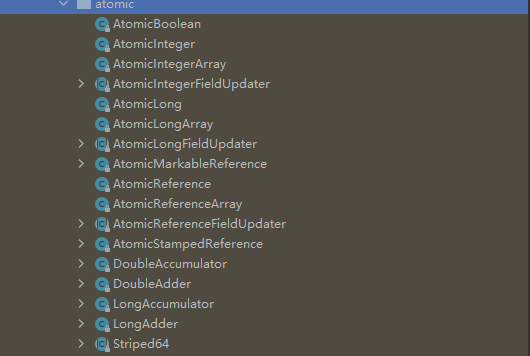 atomic
AtomicBoolean
AtomicInteger
AtomicIntegerArray
AtomicIntegerFieldUpdater
AtomicLong
AtomicLongArray
AtomicLongFieldUpdater
AtomicMarkableReference
AtomicReference
AtomicReferenceArray
AtomicReferenceFieldUpdater
AtomicStampedReference
DoubleAccumulator
DoubleAdder
LongAccumulator
LongAdder
Striped64